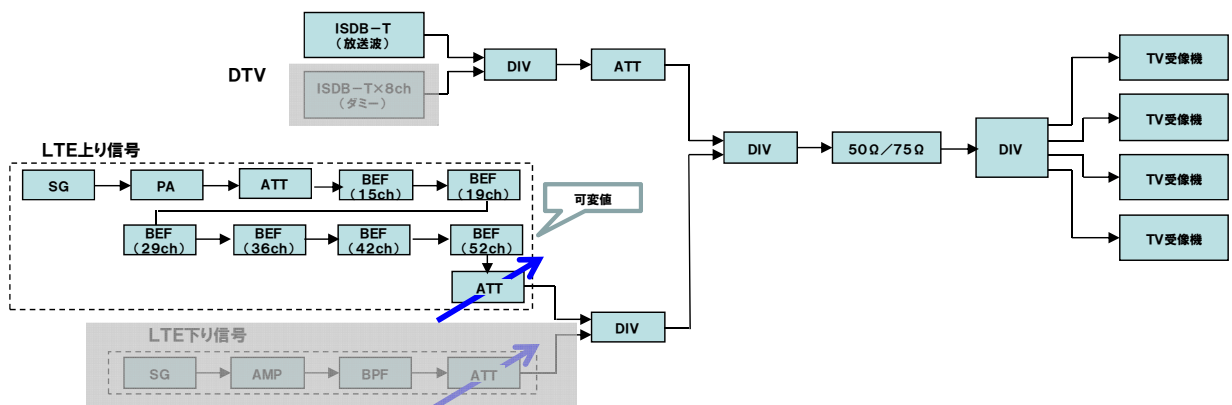 ISDB-T
(放送波)
DTV
ISDB-T×8ch
(ダミー)
DIV
ATT
TV受像機
TV受像機
TV受像機
TV受像機
DIV
50Ω/75Ω
DIV
LTE上り信号
SG
PA
ATT
BEF
(15ch)
BEF
(19ch)
可変値
BEF
(29ch)
BEF
(36ch)
BEF
(42ch)
BEF
(52ch)
ATT
DIV
LTE下り信号
SG
AMP
BPF
ATT